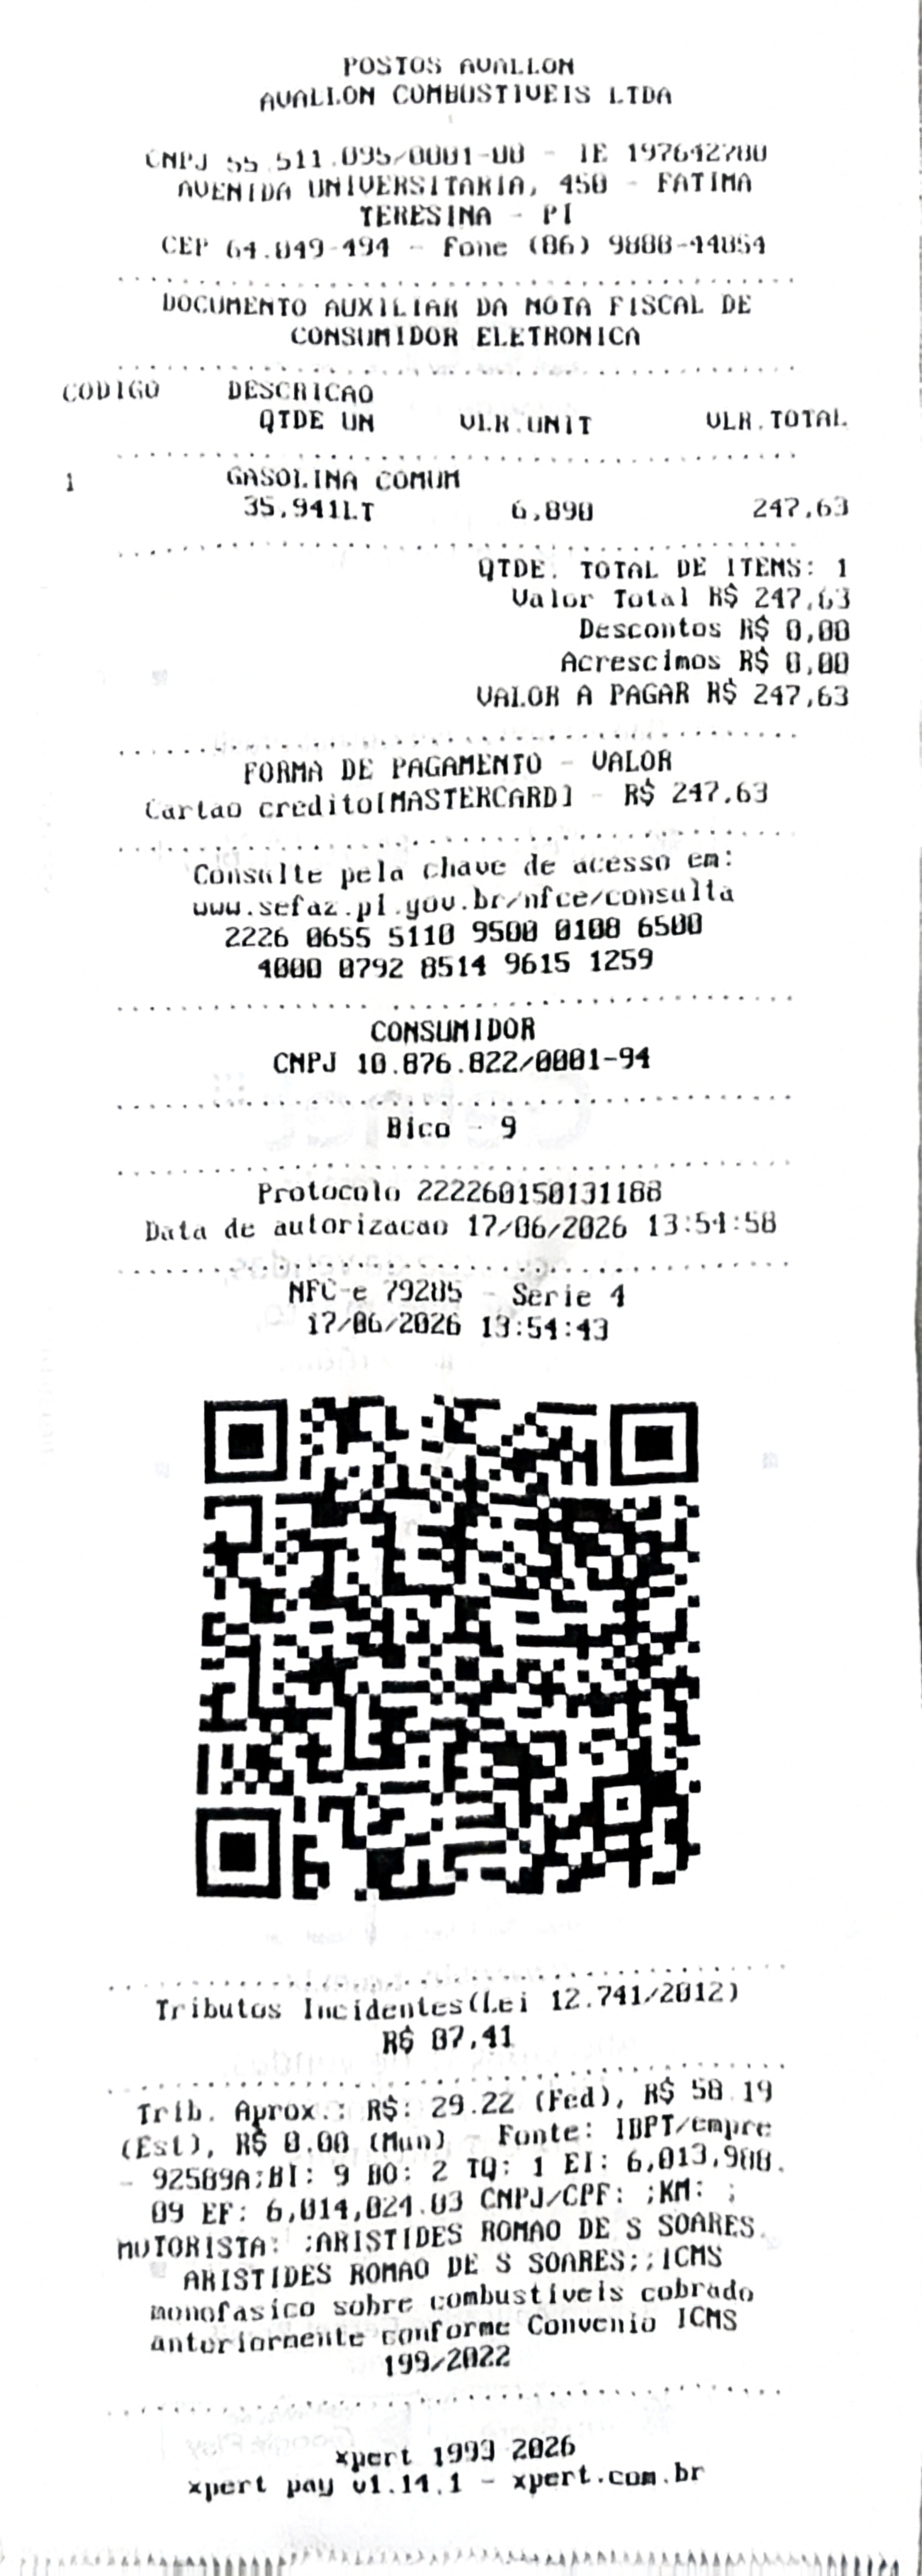 POSTOS AVALLON
AVALLON COMBUSTIVEIS LTDA
CNPJ 55.511.095/0001-00 - IE 197642780
AVENIDA UNIVERSITARIA, 450 - FATIMA
TERESINA - PI
CEP 64.049-494 - Fone (86) 9888-44854
DOCUMENTO AUXILIAR DA NOTA FISCAL DE
CONSUMIDOR ELETRONICA
CODIGO DESCRICAO
QTDE UN VLR.UNIT VLR.TOTAL
1 GASOLINA COMUM
35,941LT 6,890 247,63
QTDE. TOTAL DE ITEMS: 1
Valor Total R$ 247,63
Descontos R$ 0,00
Acrescimos R$ 0,00
VALOR A PAGAR R$ 247,63
FORMA DE PAGAMENTO - VALOR
Cartao credito[MASTERCARD] - R$ 247,63
Consulte pela chave de acesso em:
www.sefaz.pi.gov.br/nfce/consulta
2226 0655 5110 9500 0108 6500
4000 0792 8514 9615 1259
CONSUMIDOR
CNPJ 10.876.822/0001-94
Bico - 9
Protocolo 222260150131188
Data de autorizacao 17/06/2026 13:54:58
NFC-e 79285 - Serie 4
17/06/2026 13:54:43
Tributos Incidentes(Lei 12.741/2012)
R$ 87,41
Trib. Aprox.: R$: 29.22 (Fed), R$ 58.19
(Est), R$ 0.00 (Mun) Fonte: IBPT/empre
- 92589A;BI: 9 BO: 2 TQ: 1 EI: 6,013,988.
09 EF: 6,014,024.03 CNPJ/CPF: ;KM: ;
MOTORISTA: ;ARISTIDES ROMAO DE S SOARES.
ARISTIDES ROMAO DE S SOARES;;ICMS
monofasico sobre combustiveis cobrado
anteriormente conforme Convenio ICMS
199/2022
xpert 1993 2026
xpert pay v1.14.1 - xpert.com.br